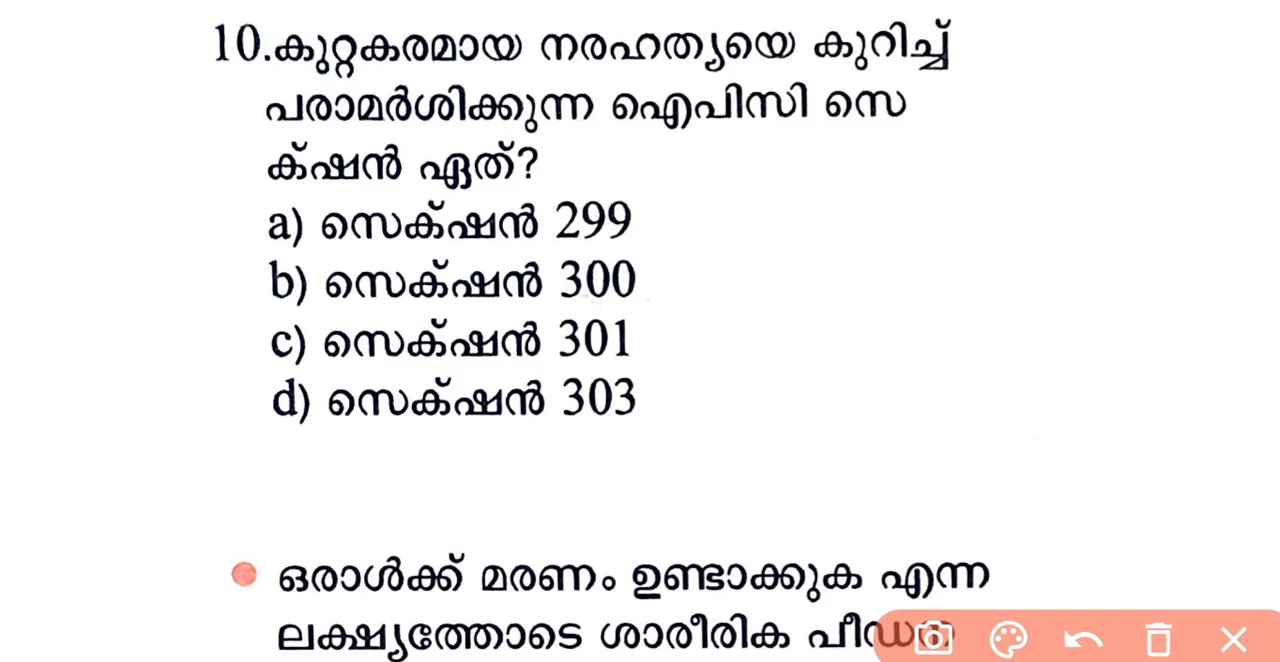 10.കുറ്റകരമായ നരഹത്യയെ കുറിച്ച്
പരാമർശിക്കുന്ന ഐപിസി സെ
ക്ഷൻ ഏത്?
a) സെക്ഷൻ 299
b) സെക്ഷൻ 300
c) സെക്ഷൻ 301
d) സെക്ഷൻ 303
ഒരാൾക്ക് മരണം ഉണ്ടാക്കുക എന്ന
ലക്ഷ്യത്തോടെ ശാരീരിക